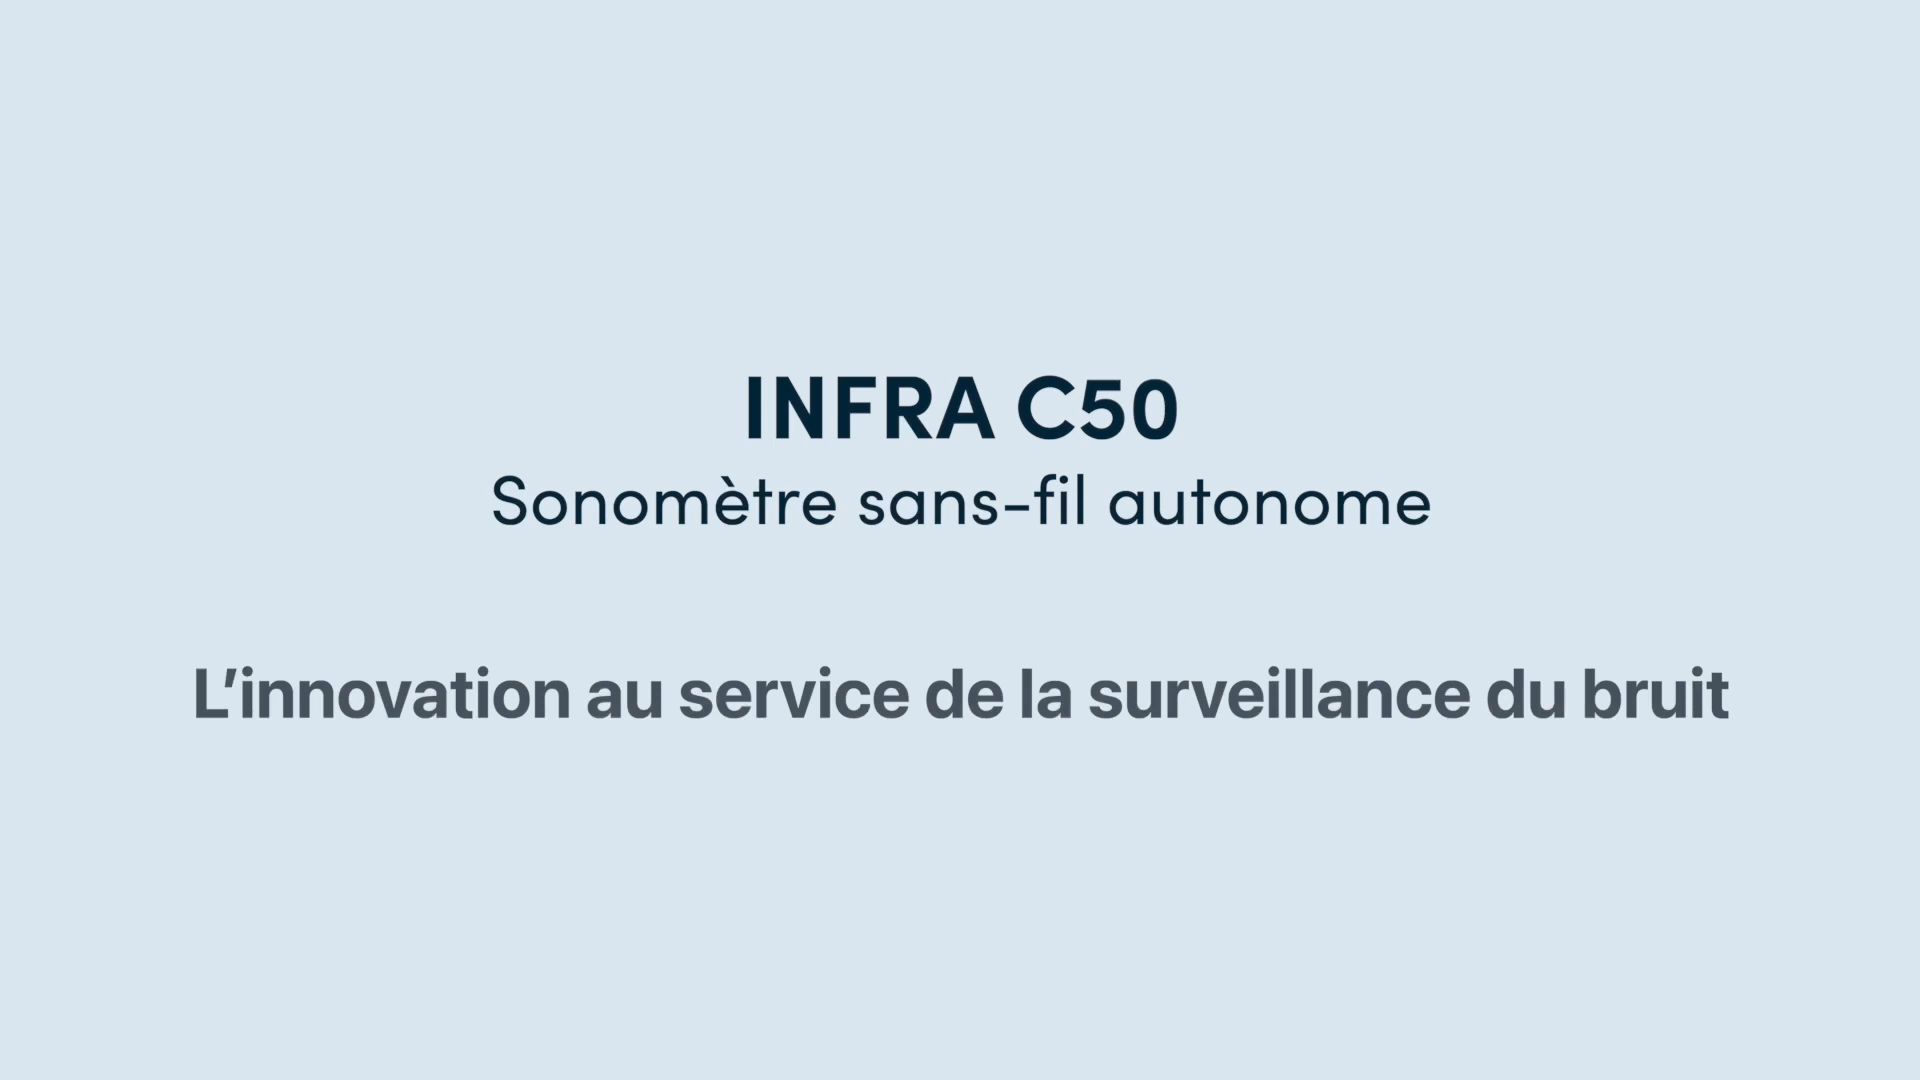 INFRA C50
Sonomètre sans-fil autonome
L’innovation au service de la surveillance du bruit